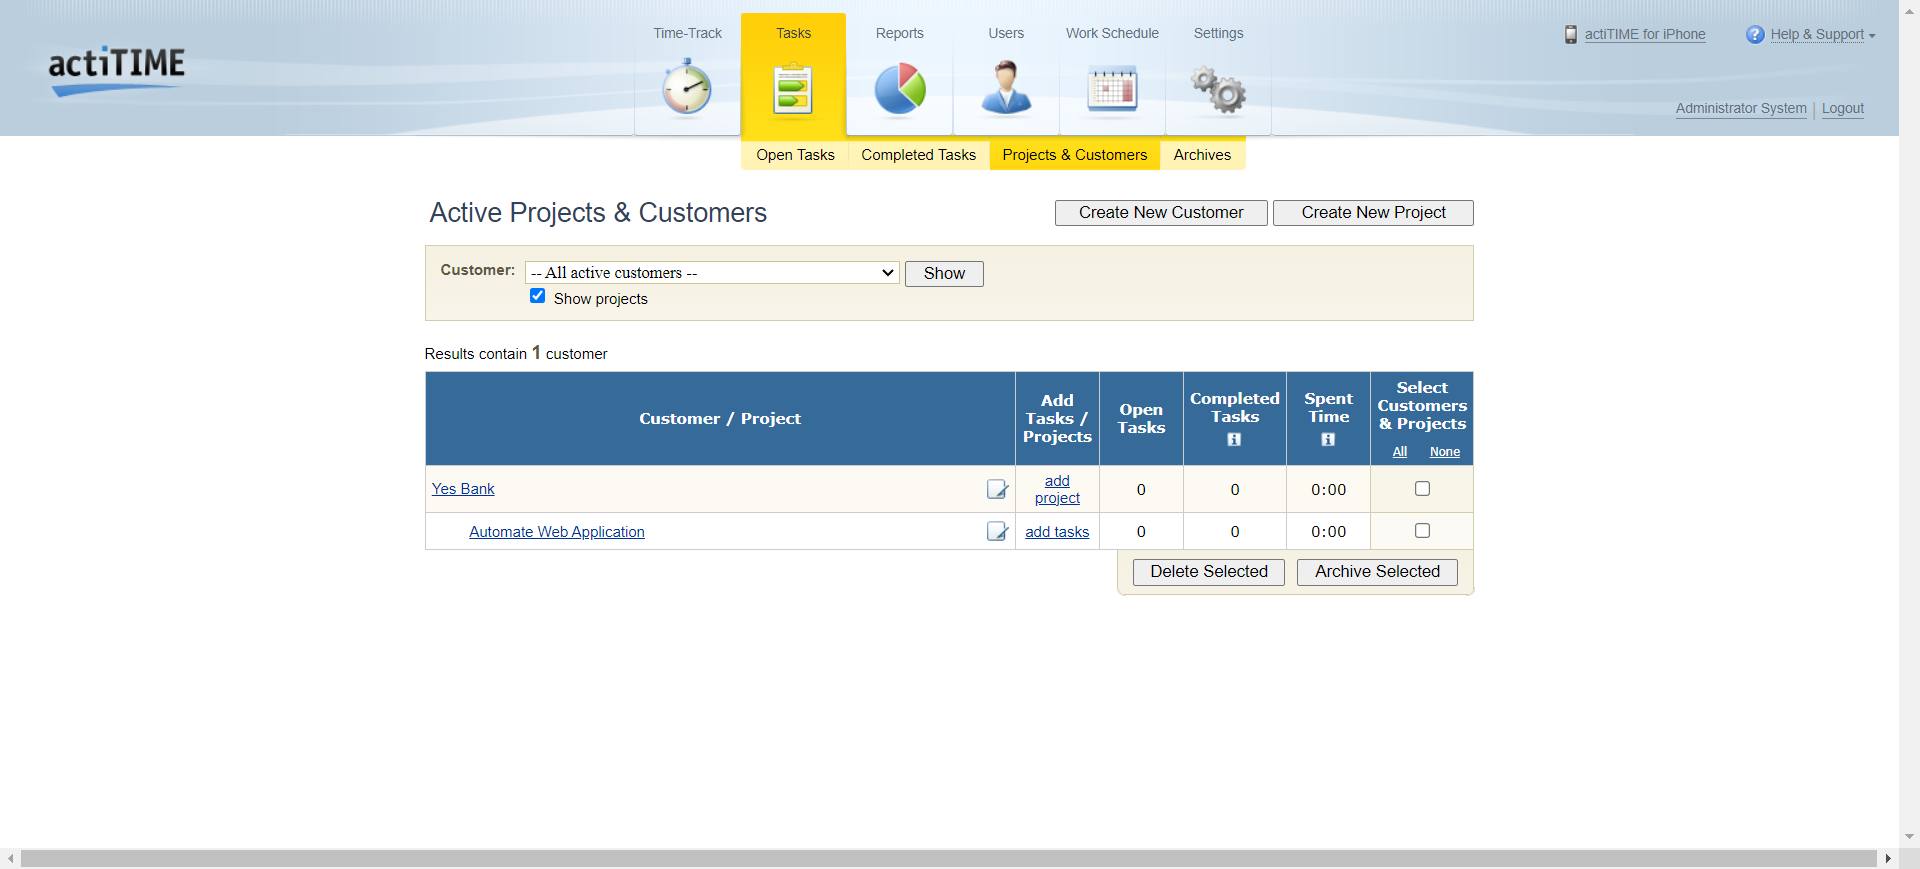 actiTIME
Time-Track
Tasks
Reports
Users
Work Schedule
Settings
actiTIME for iPhone
Help & Support
Administrator System | Logout
Open Tasks
Completed Tasks
Projects & Customers
Archives
Active Projects & Customers
Create New Customer
Create New Project
Customer:
-- All active customers --
Show
Show projects
Results contain 1 customer
Customer / Project
Add
Tasks /
Projects
Open
Tasks
Completed
Tasks
Spent
Time
Select
Customers
& Projects
All
None
Yes Bank
add
project
0
0
0:00
Automate Web Application
add tasks
0
0
0:00
Delete Selected
Archive Selected